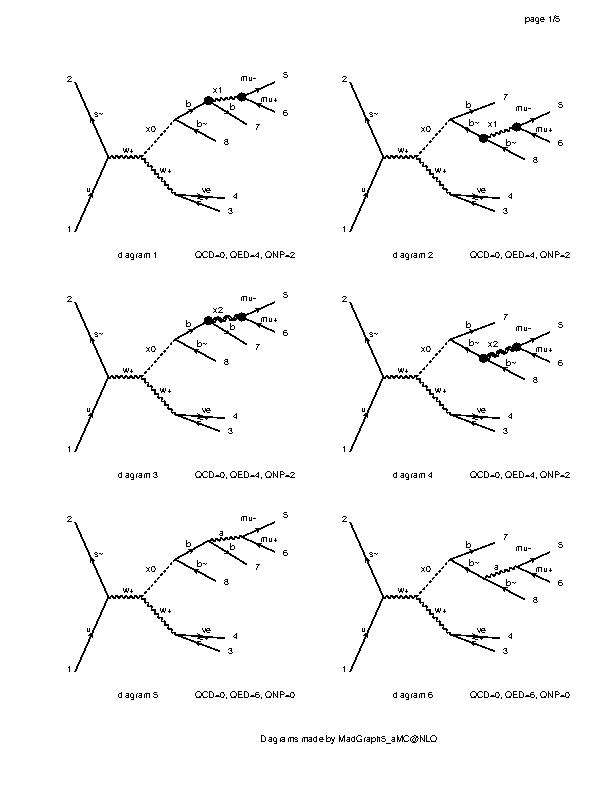 page 1/5
2 s~ u 1 w+ x0 b x1 mu- 5 mu+ 6 b 7 b~ 8 w+ ve 4 3
diagram 1 QCD=0, QED=4, QNP=2
2 s~ u 1 w+ x0 7 b b~ x1 mu- 5 mu+ 6 b~ 8 w+ ve 4 3
diagram 2 QCD=0, QED=4, QNP=2
2 s~ u 1 w+ x0 b x2 mu- 5 mu+ 6 b 7 b~ 8 w+ ve 4 3
diagram 3 QCD=0, QED=4, QNP=2
2 s~ u 1 w+ x0 7 b b~ x2 mu- 5 mu+ 6 b~ 8 w+ ve 4 3
diagram 4 QCD=0, QED=4, QNP=2
2 s~ u 1 w+ x0 b a mu- 5 mu+ 6 b 7 b~ 8 w+ ve 4 3
diagram 5 QCD=0, QED=6, QNP=0
2 s~ u 1 w+ x0 7 b b~ a mu- 5 mu+ 6 b~ 8 w+ ve 4 3
diagram 6 QCD=0, QED=6, QNP=0
Diagrams made by MadGraph5_aMC@NLO